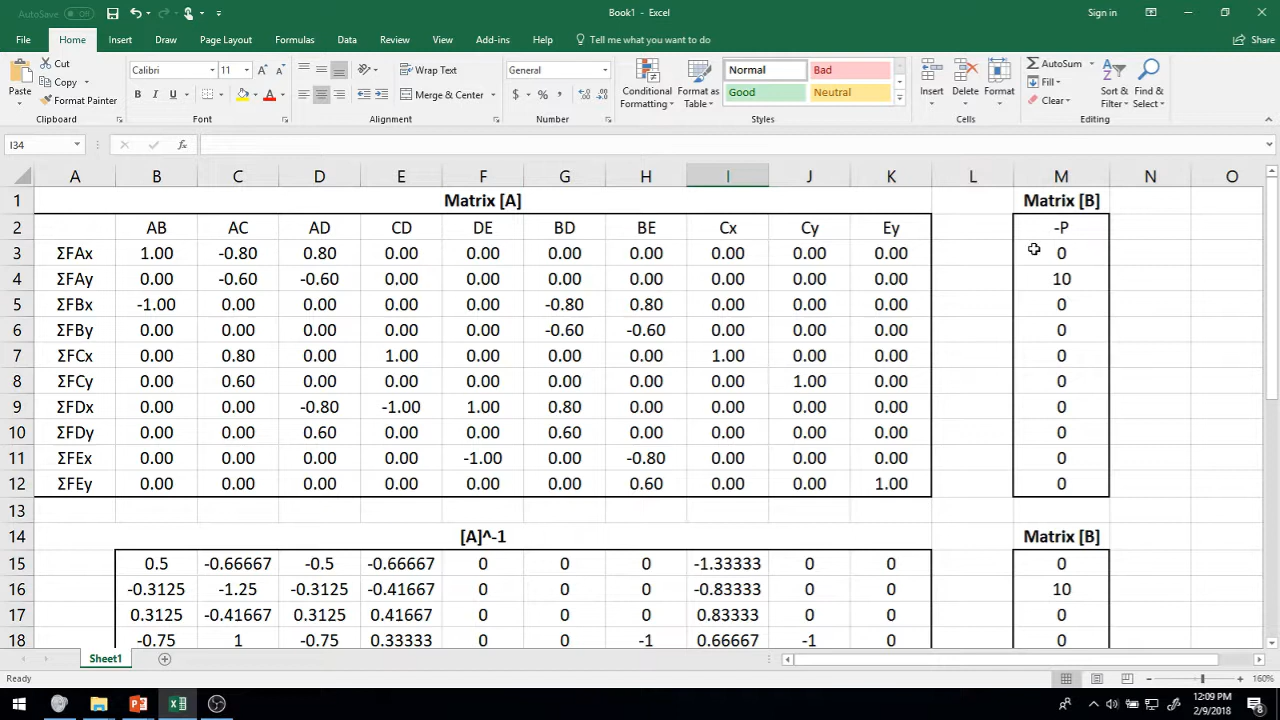 AutoSave Off Book1 - Excel Sign in
File Home Insert Draw Page Layout Formulas Data Review View Add-ins Help Tell me what you want to do Share
Paste Cut Copy Format Painter
Clipboard
Calibri 11
B I U A
Font
Wrap Text
Merge & Center
Alignment
General
$ % ,
Number
Conditional Formatting Format as Table
Normal Bad
Good Neutral
Styles
Insert Delete Format
Cells
AutoSum
Fill
Clear
Sort & Filter Find & Select
Editing
I34 fx
A B C D E F G H I J K L M N O
1 Matrix [A] Matrix [B]
2 AB AC AD CD DE BD BE Cx Cy Ey -P
3 ΣFAx 1.00 -0.80 0.80 0.00 0.00 0.00 0.00 0.00 0.00 0.00 0
4 ΣFAy 0.00 -0.60 -0.60 0.00 0.00 0.00 0.00 0.00 0.00 0.00 10
5 ΣFBx -1.00 0.00 0.00 0.00 0.00 -0.80 0.80 0.00 0.00 0.00 0
6 ΣFBy 0.00 0.00 0.00 0.00 0.00 -0.60 -0.60 0.00 0.00 0.00 0
7 ΣFCx 0.00 0.80 0.00 1.00 0.00 0.00 0.00 1.00 0.00 0.00 0
8 ΣFCy 0.00 0.60 0.00 0.00 0.00 0.00 0.00 0.00 1.00 0.00 0
9 ΣFDx 0.00 0.00 -0.80 -1.00 1.00 0.80 0.00 0.00 0.00 0.00 0
10 ΣFDy 0.00 0.00 0.60 0.00 0.00 0.60 0.00 0.00 0.00 0.00 0
11 ΣFEx 0.00 0.00 0.00 0.00 -1.00 0.00 -0.80 0.00 0.00 0.00 0
12 ΣFEy 0.00 0.00 0.00 0.00 0.00 0.00 0.60 0.00 0.00 1.00 0
13
14 [A]^-1 Matrix [B]
15 0.5 -0.66667 -0.5 -0.66667 0 0 0 -1.33333 0 0 0
16 -0.3125 -1.25 -0.3125 -0.41667 0 0 0 -0.83333 0 0 10
17 0.3125 -0.41667 0.3125 0.41667 0 0 0 0.83333 0 0 0
18 -0.75 1 -0.75 0.33333 0 0 -1 0.66667 -1 0 0
Sheet1
Ready 160%
12:09 PM
2/9/2018
8